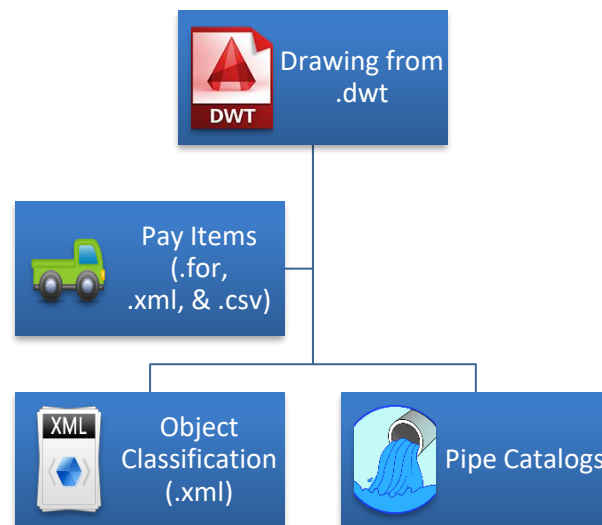 Drawing from
.dwt
DWT
Pay Items
(.for,
.xml, & .csv)
XML
Object
Classification
(.xml)
Pipe Catalogs